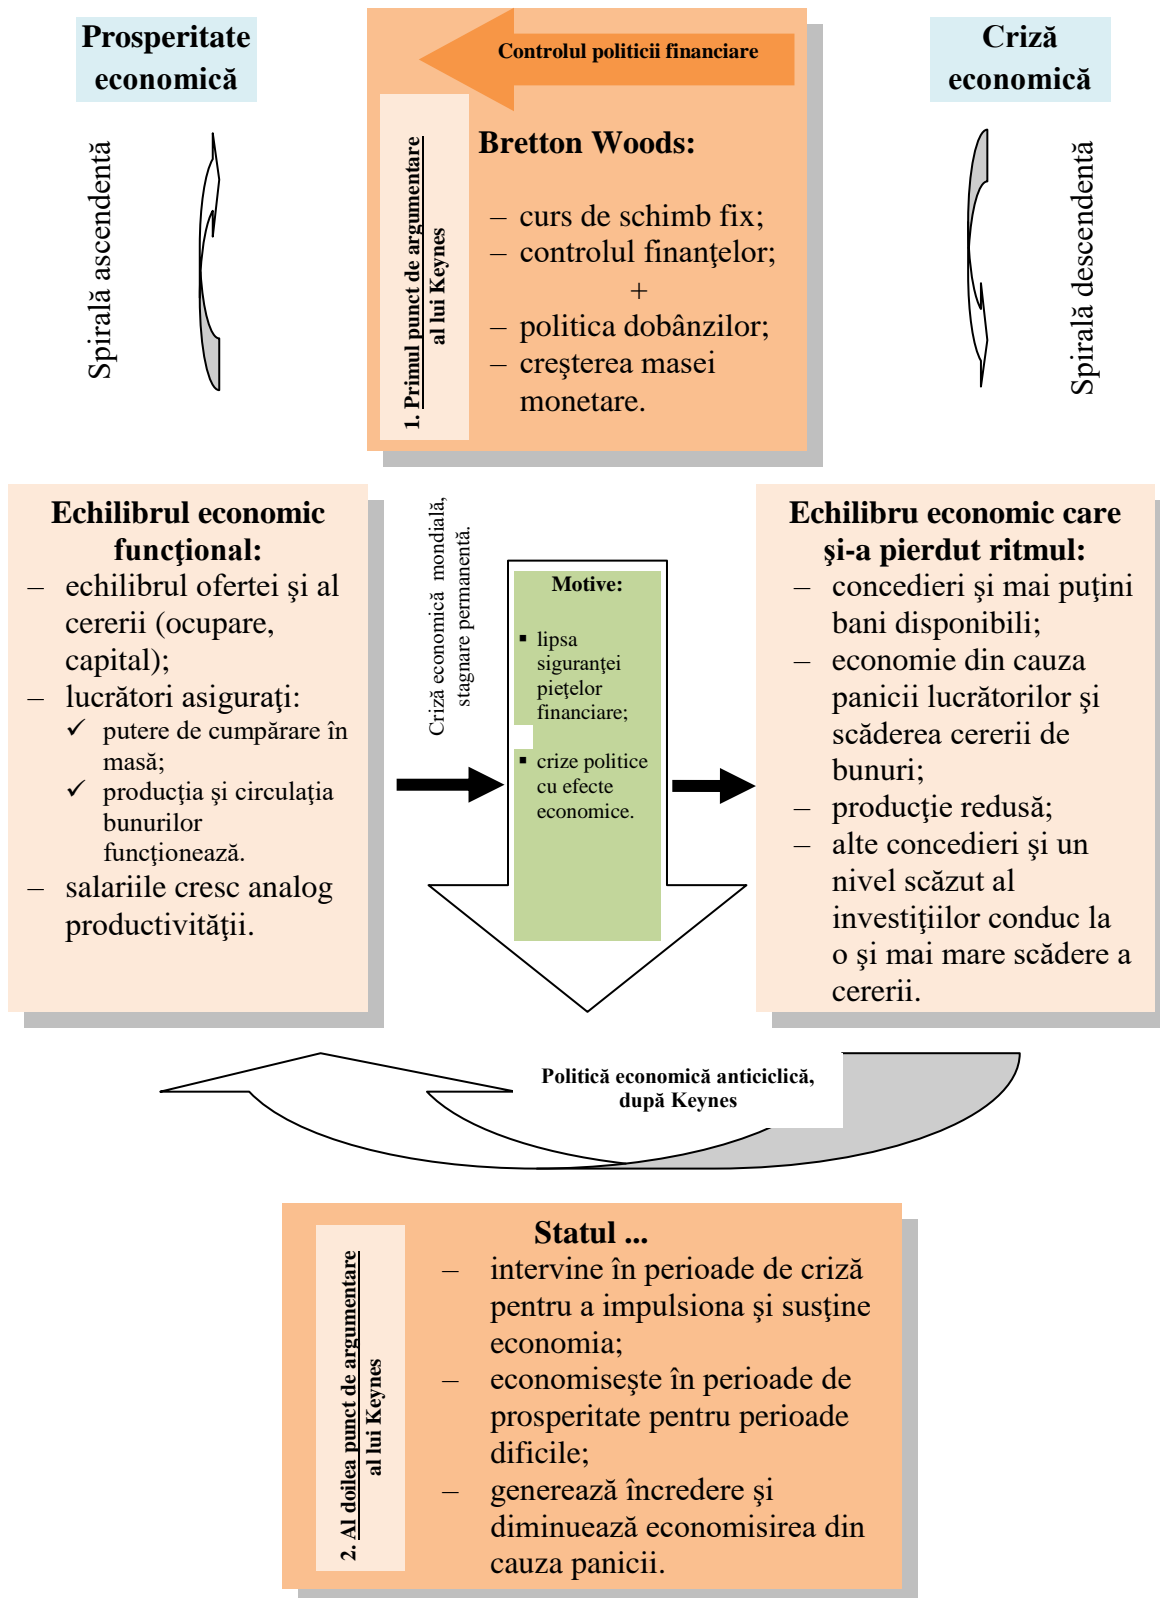 Prosperitate
economică
Controlul politicii financiare
Criză
economică
Spirală ascendentă
1. Primul punct de argumentare
al lui Keynes
Bretton Woods:
– curs de schimb fix;
– controlul finanţelor;
+
– politica dobânzilor;
– creşterea masei
monetare.
Spirală descendentă
Echilibrul economic
funcţional:
– echilibrul ofertei şi al
cererii (ocupare,
capital);
– lucrători asiguraţi:
✓ putere de cumpărare în
masă;
✓ producţia şi circulaţia
bunurilor
funcţionează.
– salariile cresc analog
productivităţii.
Criză economică mondială,
stagnare permanentă.
Motive:
▪ lipsa
siguranţei
pieţelor
financiare;
▪ crize politice
cu efecte
economice.
Echilibru economic care
şi-a pierdut ritmul:
– concedieri şi mai puţini
bani disponibili;
– economie din cauza
panicii lucrătorilor şi
scăderea cererii de
bunuri;
– producţie redusă;
– alte concedieri şi un
nivel scăzut al
investiţiilor conduc la
o şi mai mare scădere a
cererii.
Politică economică anticiclică,
după Keynes
2. Al doilea punct de argumentare
al lui Keynes
Statul ...
– intervine în perioade de criză
pentru a impulsiona şi susţine
economia;
– economiseşte în perioade de
prosperitate pentru perioade
dificile;
– generează încredere şi
diminuează economisirea din
cauza panicii.